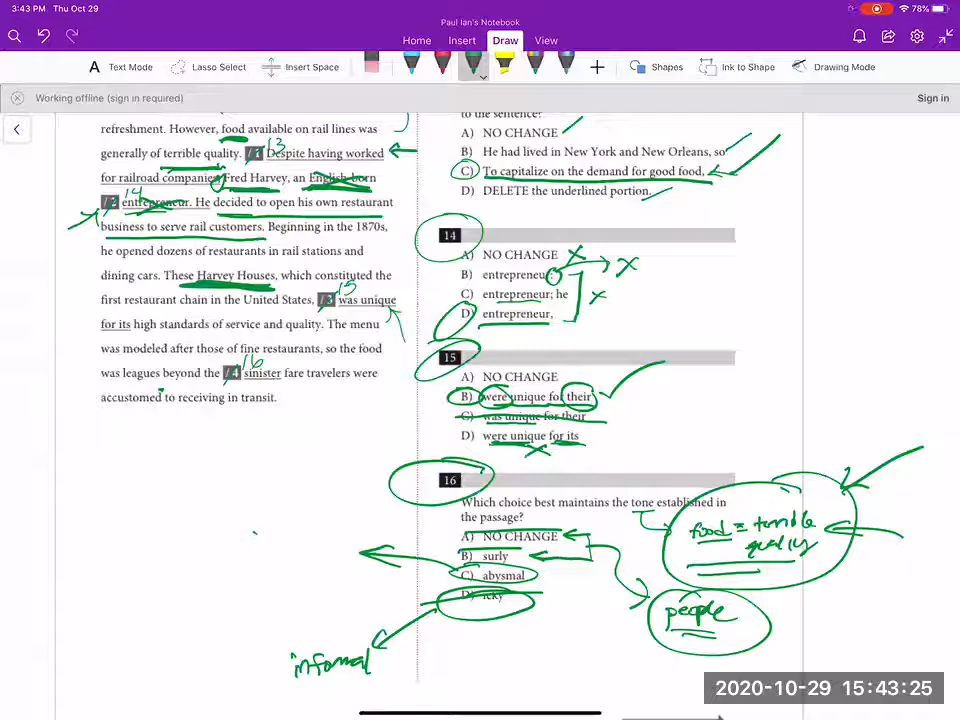 3:43 PM Thu Oct 29
78%
Paul Ian's Notebook
Home Insert Draw View
A Text Mode Lasso Select Insert Space Shapes Ink to Shape Drawing Mode
Working offline (sign in required) Sign in
refreshment. However, food available on rail lines was
generally of terrible quality. 13 Despite having worked
for railroad companies, Fred Harvey, an English-born
14
12 entrepreneur. He decided to open his own restaurant
business to serve rail customers. Beginning in the 1870s,
he opened dozens of restaurants in rail stations and
dining cars. These Harvey Houses, which constituted the
15
first restaurant chain in the United States, 13 was unique
for its high standards of service and quality. The menu
was modeled after those of fine restaurants, so the food
16
was leagues beyond the 14 sinister fare travelers were
accustomed to receiving in transit.
to the sentence?
A) NO CHANGE
B) He had lived in New York and New Orleans, so
C) To capitalize on the demand for good food,
D) DELETE the underlined portion.
14
A) NO CHANGE
B) entrepreneur: x x
C) entrepreneur; he x
D) entrepreneur,
15
A) NO CHANGE
B) were unique for their
C) was unique for their
D) were unique for its
x
16
Which choice best maintains the tone established in
the passage?
A) NO CHANGE
B) surly
C) abysmal
D) icky
food = terrible
quality
people
informal
2020-10-29 15:43:25